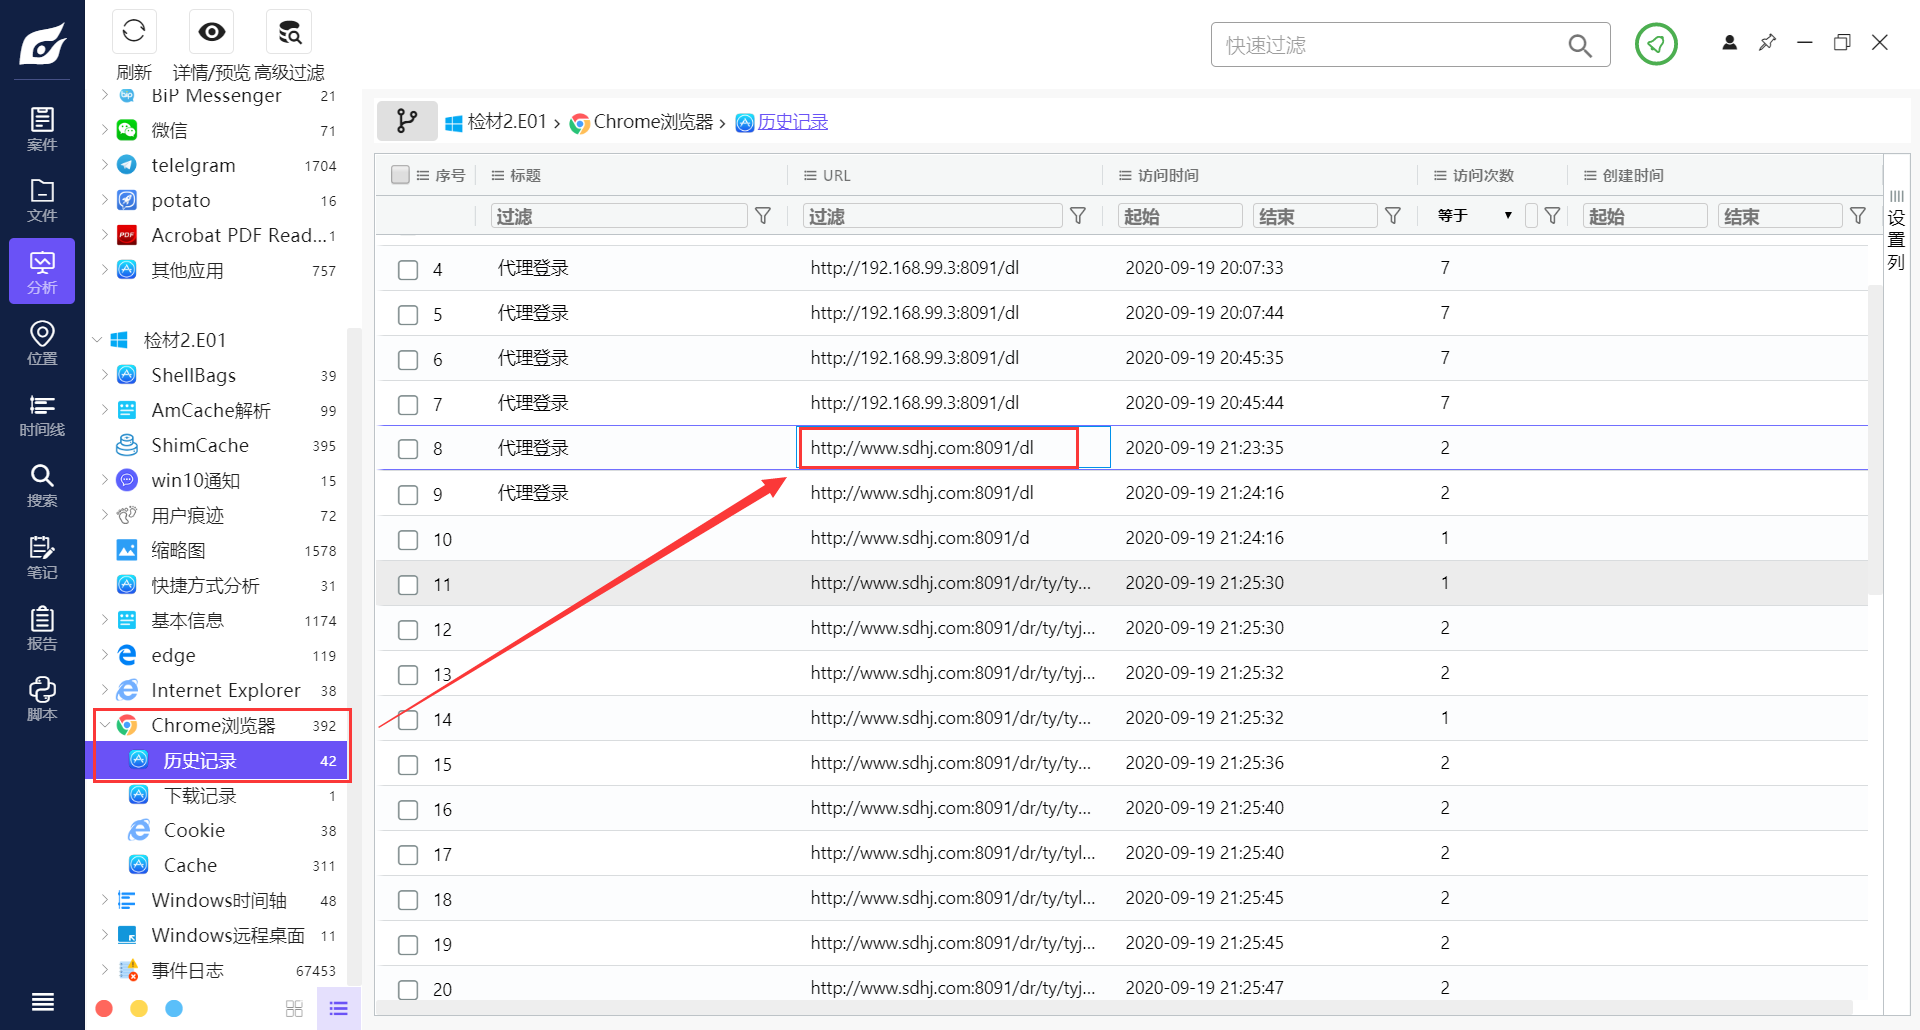 快速过滤
刷新
详情/预览
高级过滤
案件
文件
分析
位置
时间线
搜索
笔记
报告
脚本
BiP Messenger 21
微信 71
telelgram 1704
potato 16
Acrobat PDF Read... 1
其他应用 757
检材2.E01
ShellBags 39
AmCache解析 99
ShimCache 395
win10通知 15
用户痕迹 72
缩略图 1578
快捷方式分析 31
基本信息 1174
edge 119
Internet Explorer 38
Chrome浏览器 392
历史记录 42
下载记录 1
Cookie 38
Cache 311
Windows时间轴 48
Windows远程桌面 11
事件日志 67453
检材2.E01 › Chrome浏览器 › 历史记录
序号 标题 URL 访问时间 访问次数 创建时间
过滤 过滤 起始 结束 等于 起始 结束
设置列
4 代理登录 http://192.168.99.3:8091/dl 2020-09-19 20:07:33 7
5 代理登录 http://192.168.99.3:8091/dl 2020-09-19 20:07:44 7
6 代理登录 http://192.168.99.3:8091/dl 2020-09-19 20:45:35 7
7 代理登录 http://192.168.99.3:8091/dl 2020-09-19 20:45:44 7
8 代理登录 http://www.sdhj.com:8091/dl 2020-09-19 21:23:35 2
9 代理登录 http://www.sdhj.com:8091/dl 2020-09-19 21:24:16 2
10 http://www.sdhj.com:8091/d 2020-09-19 21:24:16 1
11 http://www.sdhj.com:8091/dr/ty/ty... 2020-09-19 21:25:30 1
12 http://www.sdhj.com:8091/dr/ty/tyj... 2020-09-19 21:25:30 2
13 http://www.sdhj.com:8091/dr/ty/tyj... 2020-09-19 21:25:32 2
14 http://www.sdhj.com:8091/dr/ty/ty... 2020-09-19 21:25:32 1
15 http://www.sdhj.com:8091/dr/ty/ty... 2020-09-19 21:25:36 2
16 http://www.sdhj.com:8091/dr/ty/ty... 2020-09-19 21:25:40 2
17 http://www.sdhj.com:8091/dr/ty/tyl... 2020-09-19 21:25:40 2
18 http://www.sdhj.com:8091/dr/ty/tyl... 2020-09-19 21:25:45 2
19 http://www.sdhj.com:8091/dr/ty/tyj... 2020-09-19 21:25:45 2
20 http://www.sdhj.com:8091/dr/ty/tyj... 2020-09-19 21:25:47 2